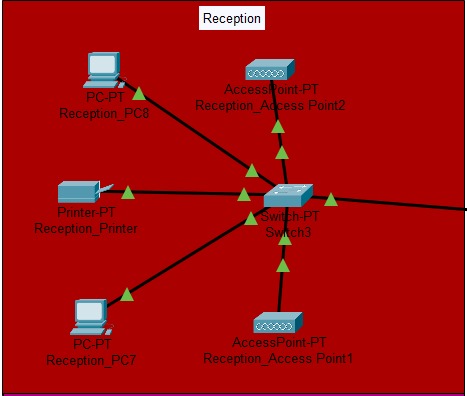 Reception
AccessPoint-PT
Reception_Access Point2
PC-PT
Reception_PC8
Printer-PT
Reception_Printer
Switch-PT
Switch3
PC-PT
Reception_PC7
AccessPoint-PT
Reception_Access Point1